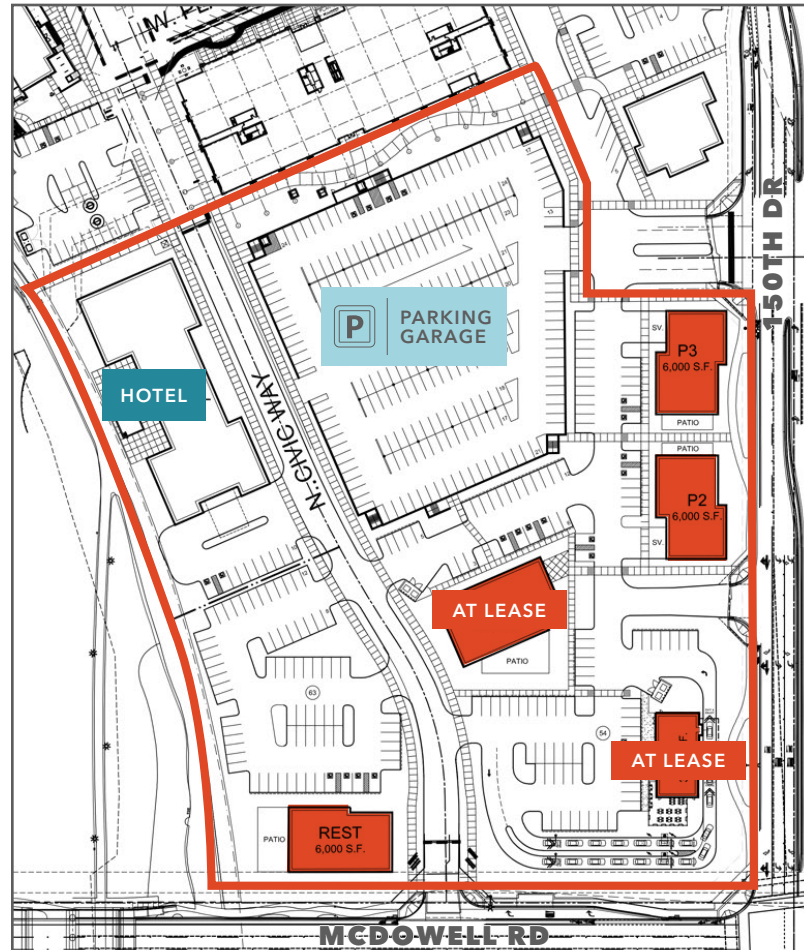 150TH DR
P
PARKING
GARAGE
HOTEL
N. CIVIC WAY
SV.
P3
6,000 S.F.
PATIO
PATIO
P2
6,000 S.F.
SV.
AT LEASE
PATIO
63
54
AT LEASE
PATIO
REST
6,000 S.F.
MCDOWELL RD